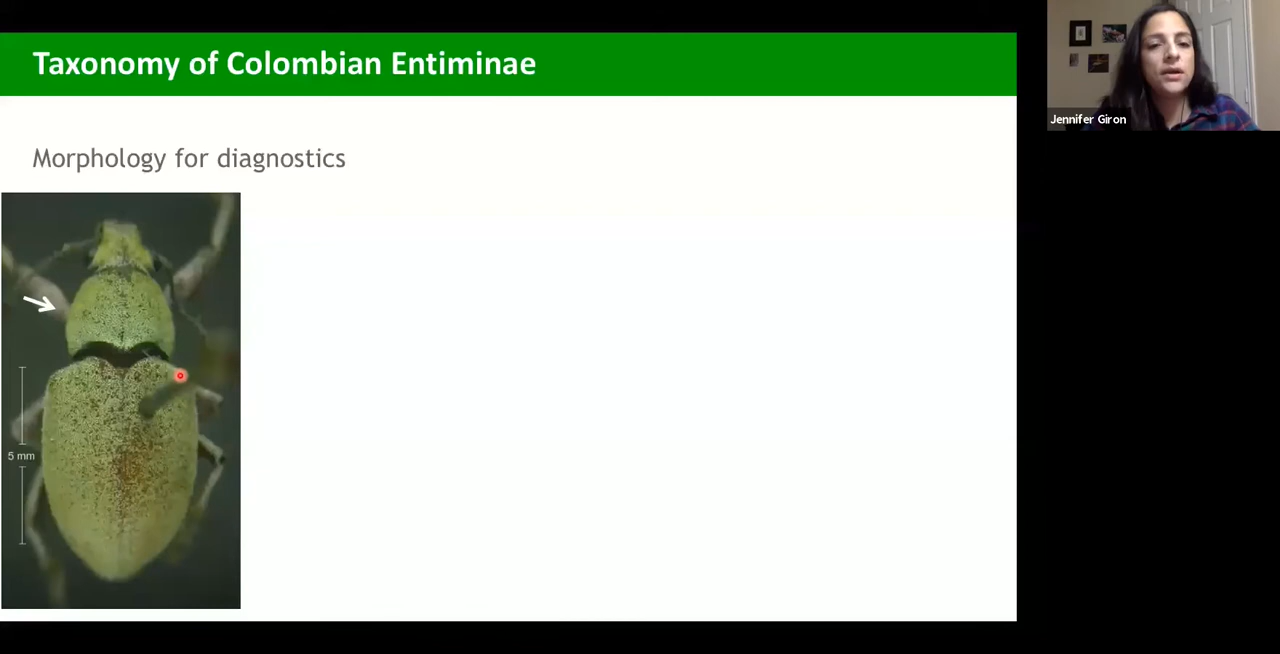 Taxonomy of Colombian Entiminae
Jennifer Giron
Morphology for diagnostics
5 mm